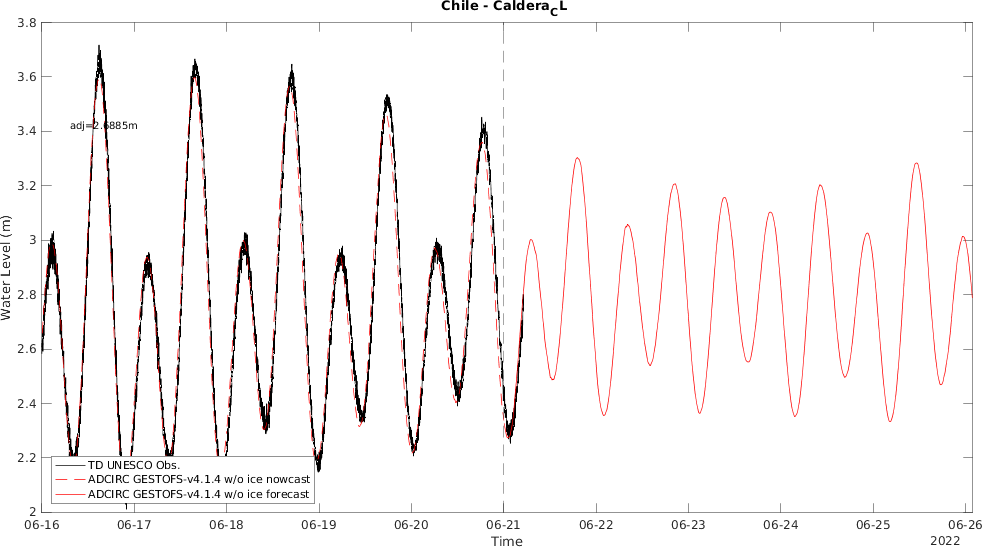 Chile - Caldera_CL
3.8
3.6
3.4
3.2
3
2.8
2.6
2.4
2.2
2
Water Level (m)
adj=2.6885m
TD UNESCO Obs.
ADCIRC GESTOFS-v4.1.4 w/o ice nowcast
ADCIRC GESTOFS-v4.1.4 w/o ice forecast
06-16 06-17 06-18 06-19 06-20 06-21 06-22 06-23 06-24 06-25 06-26
Time
2022